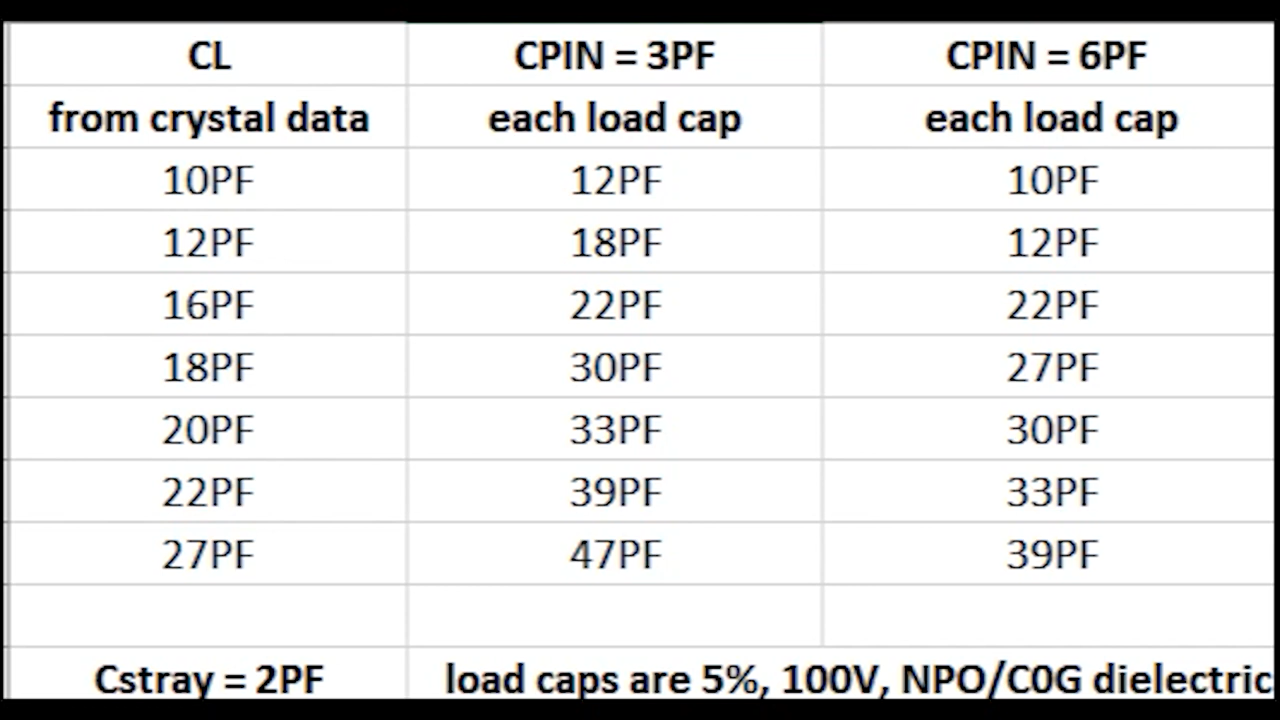 CL CPIN = 3PF CPIN = 6PF
from crystal data each load cap each load cap
10PF 12PF 10PF
12PF 18PF 12PF
16PF 22PF 22PF
18PF 30PF 27PF
20PF 33PF 30PF
22PF 39PF 33PF
27PF 47PF 39PF
Cstray = 2PF load caps are 5%, 100V, NPO/C0G dielectric